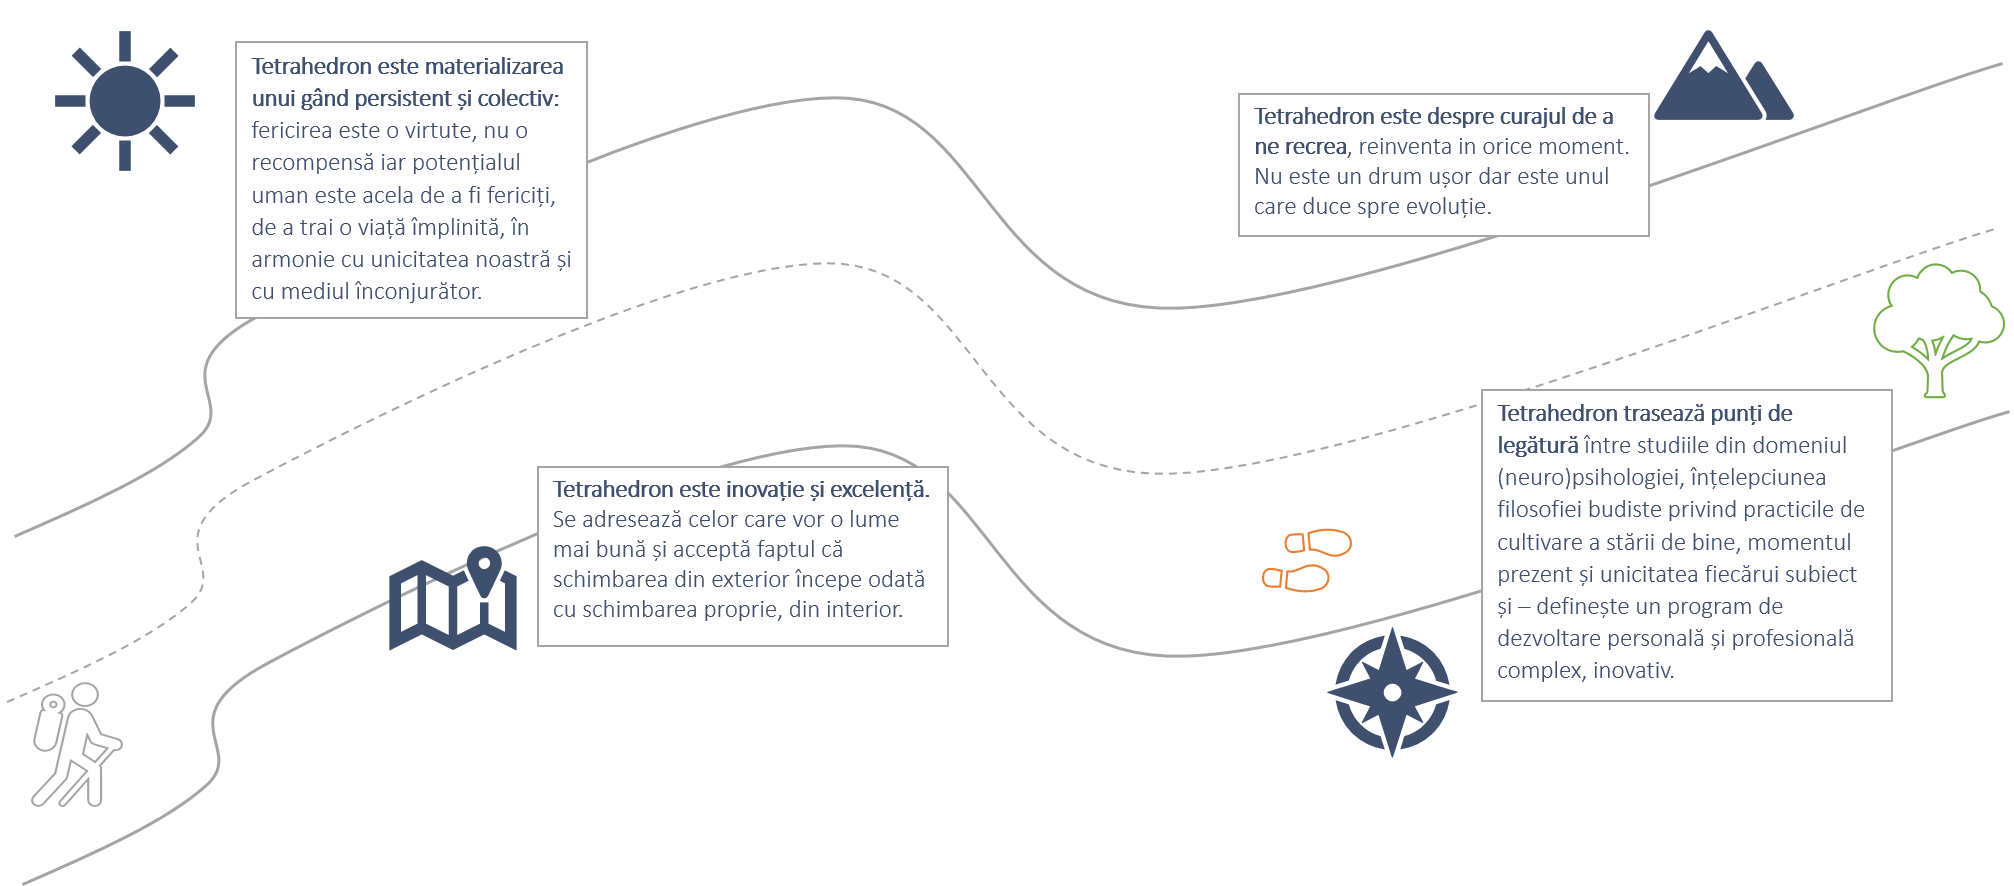 Tetrahedron este materializarea
unui gând persistent și colectiv:
fericirea este o virtute, nu o
recompensă iar potențialul
uman este acela de a fi fericiți,
de a trai o viață împlinită, în
armonie cu unicitatea noastră și
cu mediul înconjurător.
Tetrahedron este inovație și excelență.
Se adresează celor care vor o lume
mai bună și acceptă faptul că
schimbarea din exterior începe odată
cu schimbarea proprie, din interior.
Tetrahedron este despre curajul de a
ne recrea, reinventa in orice moment.
Nu este un drum ușor dar este unul
care duce spre evoluție.
Tetrahedron trasează punți de
legătură între studiile din domeniul
(neuro)psihologiei, înțelepciunea
filosofiei budiste privind practicile de
cultivare a stării de bine, momentul
prezent și unicitatea fiecărui subiect
și – definește un program de
dezvoltare personală și profesională
complex, inovativ.